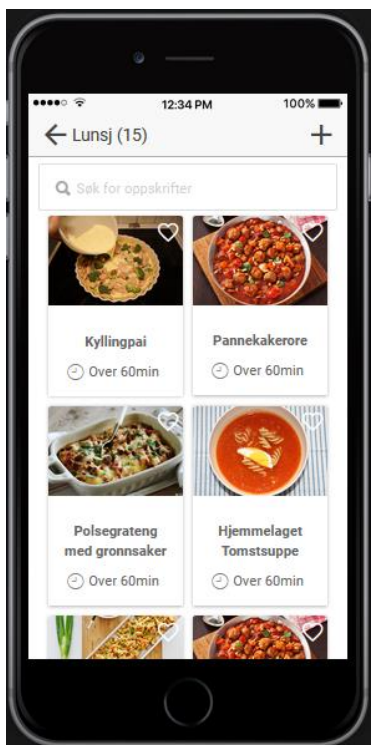 12:34 PM
100%
Lunsj (15)
Søk for oppskrifter
Kyllingpai
Over 60min
Pannekakerore
Over 60min
Polsegrateng
med gronnsaker
Over 60min
Hjemmelaget
Tomstsuppe
Over 60min